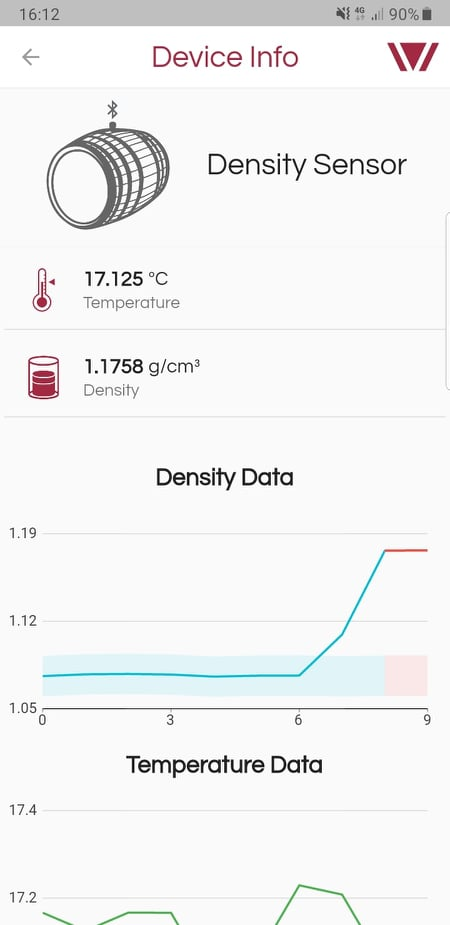 16:12
4G
90%
Device Info
Density Sensor
17.125 °C
Temperature
1.1758 g/cm³
Density
Density Data
1.19
1.12
1.05
0 3 6 9
Temperature Data
17.4
17.2